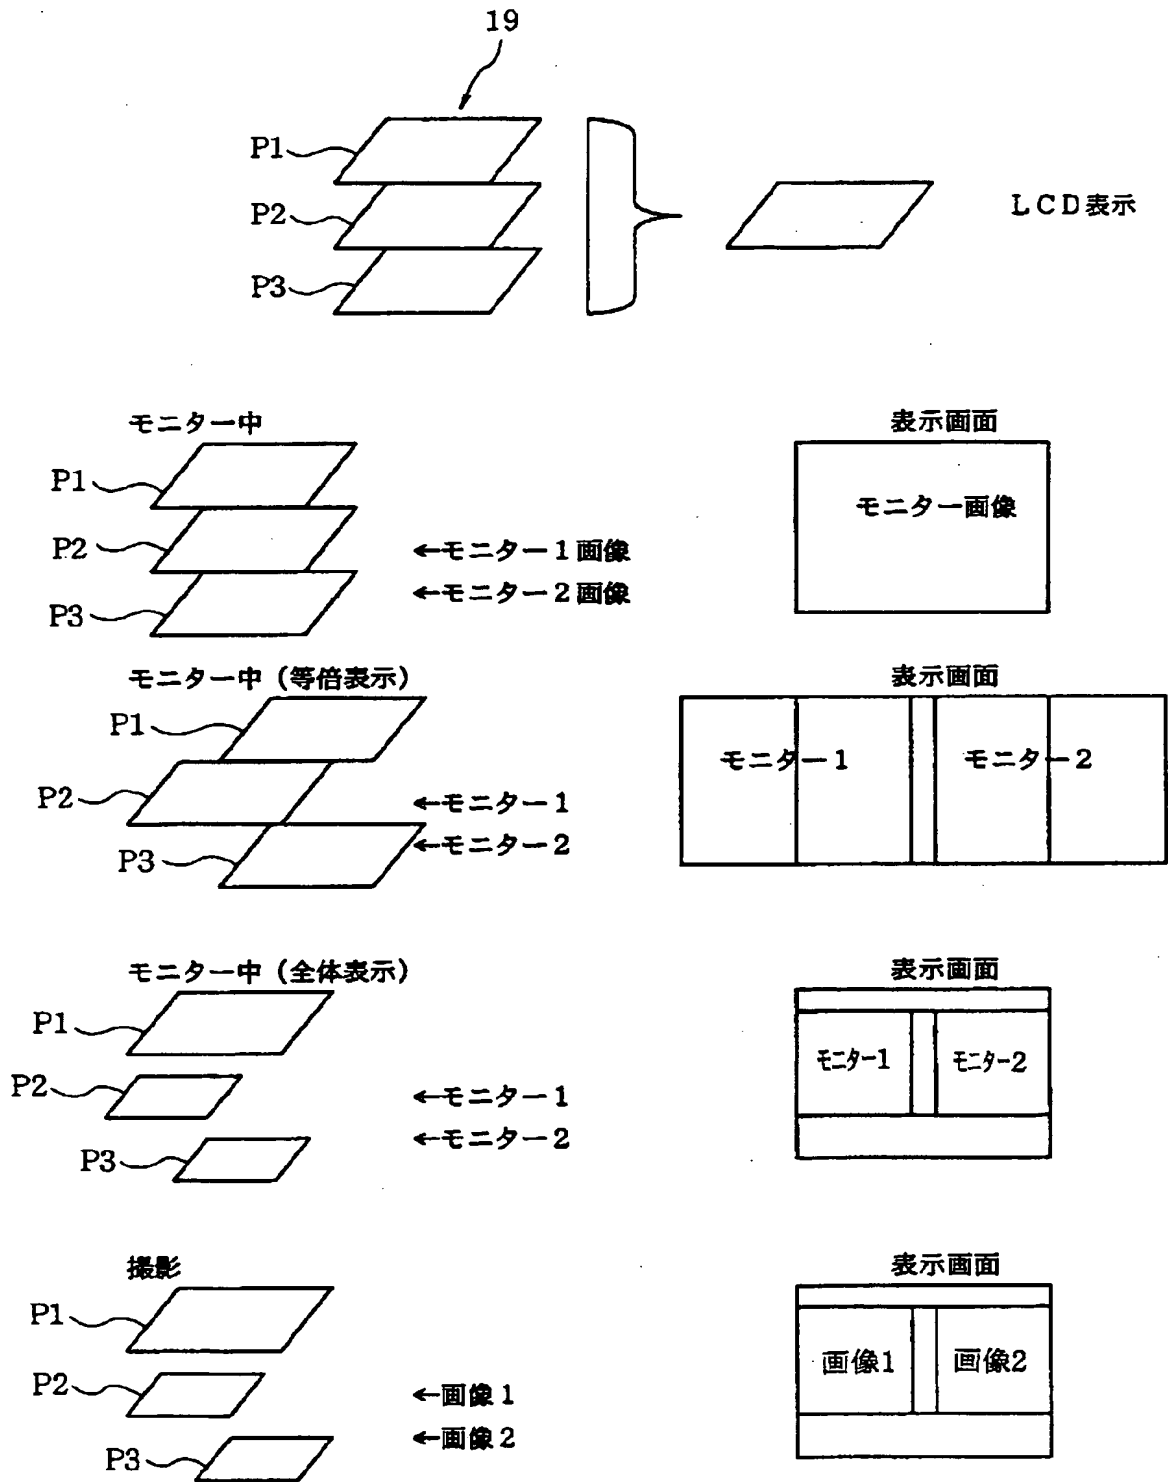 19
P1
P2
P3
ＬＣＤ表示
モニター中
表示画面
P1
P2
P3
←モニター１画像
←モニター２画像
モニター画像
モニター中（等倍表示）
表示画面
P1
P2
P3
←モニター１
←モニター２
モニター１
モニター２
モニター中（全体表示）
表示画面
P1
P2
P3
←モニター１
←モニター２
モニター1
モニター2
撮影
表示画面
P1
P2
P3
←画像１
←画像２
画像1
画像2